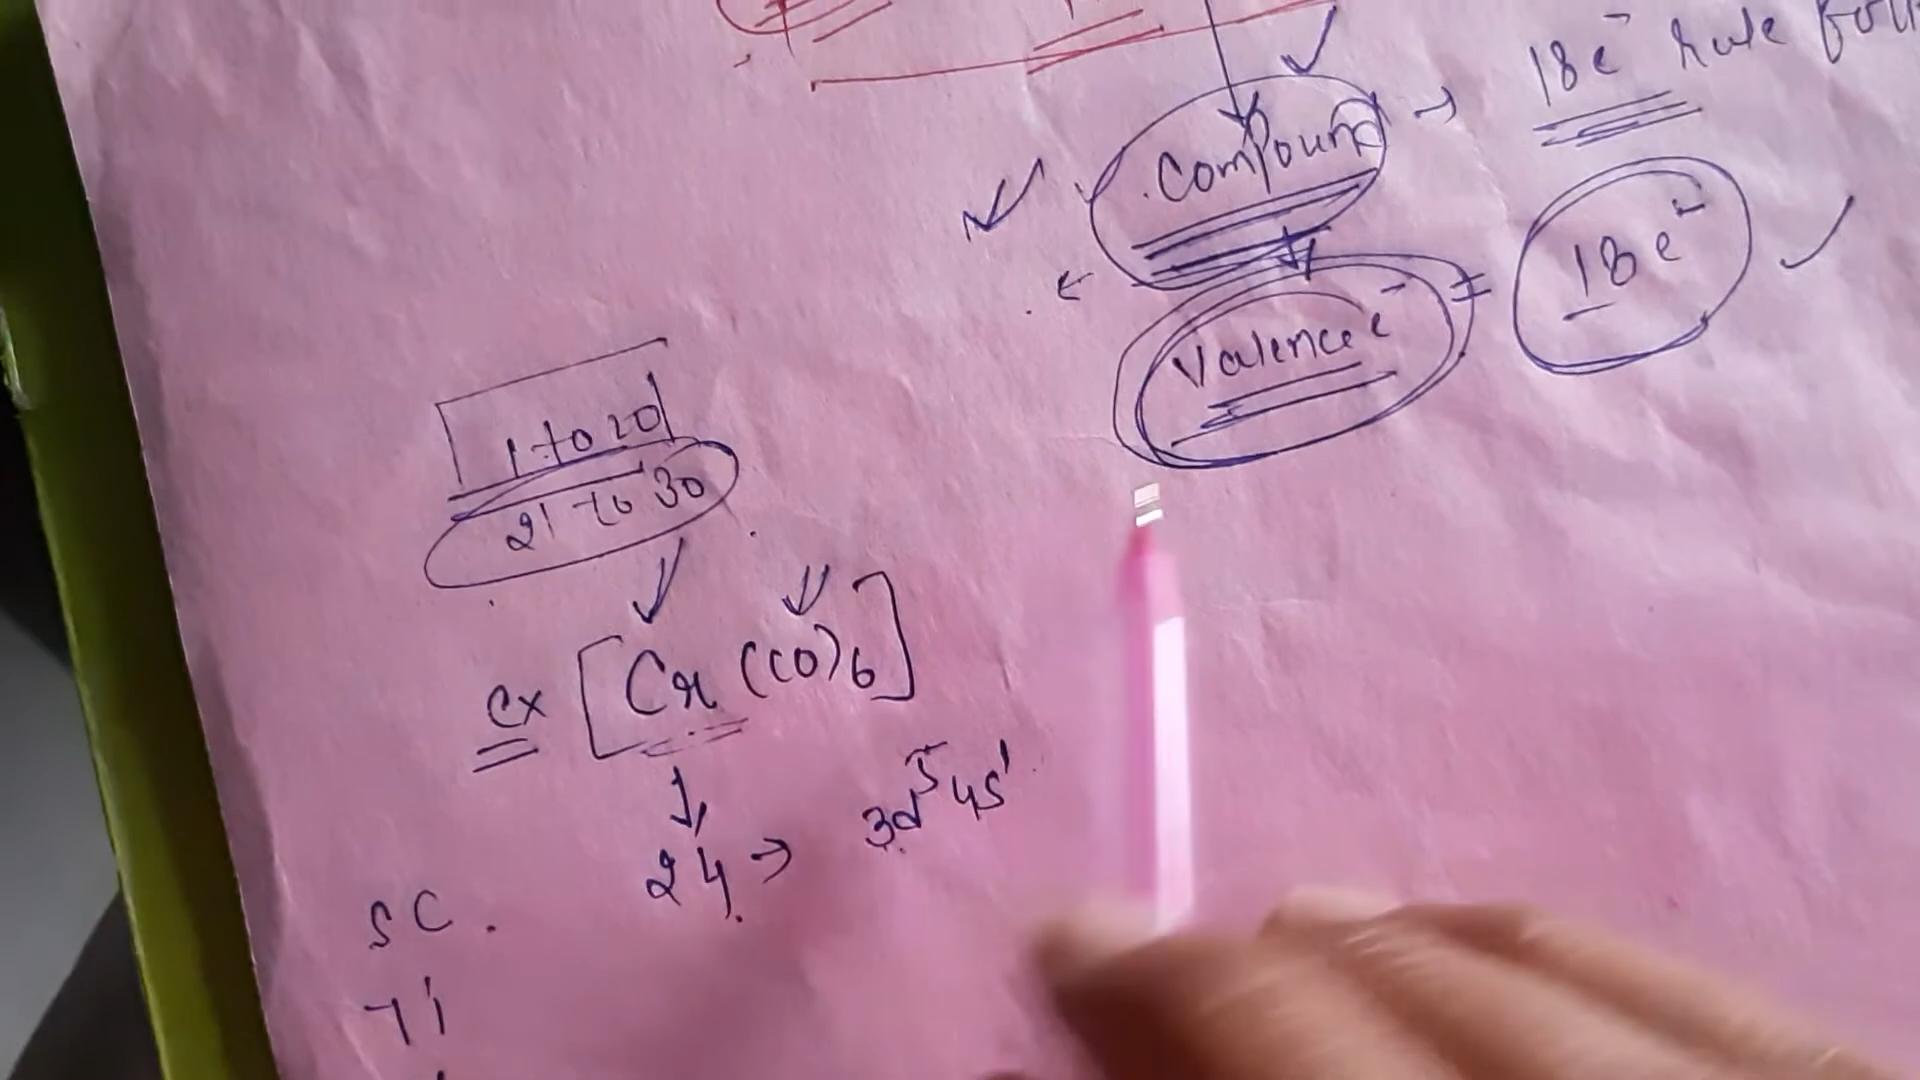 18e⁻ rule
Compound →
Valence e⁻ = 18e⁻
1 to 20
21 to 30
ex [Cr (CO)6]
24 → 3d⁵ 4s¹
SC
Ti